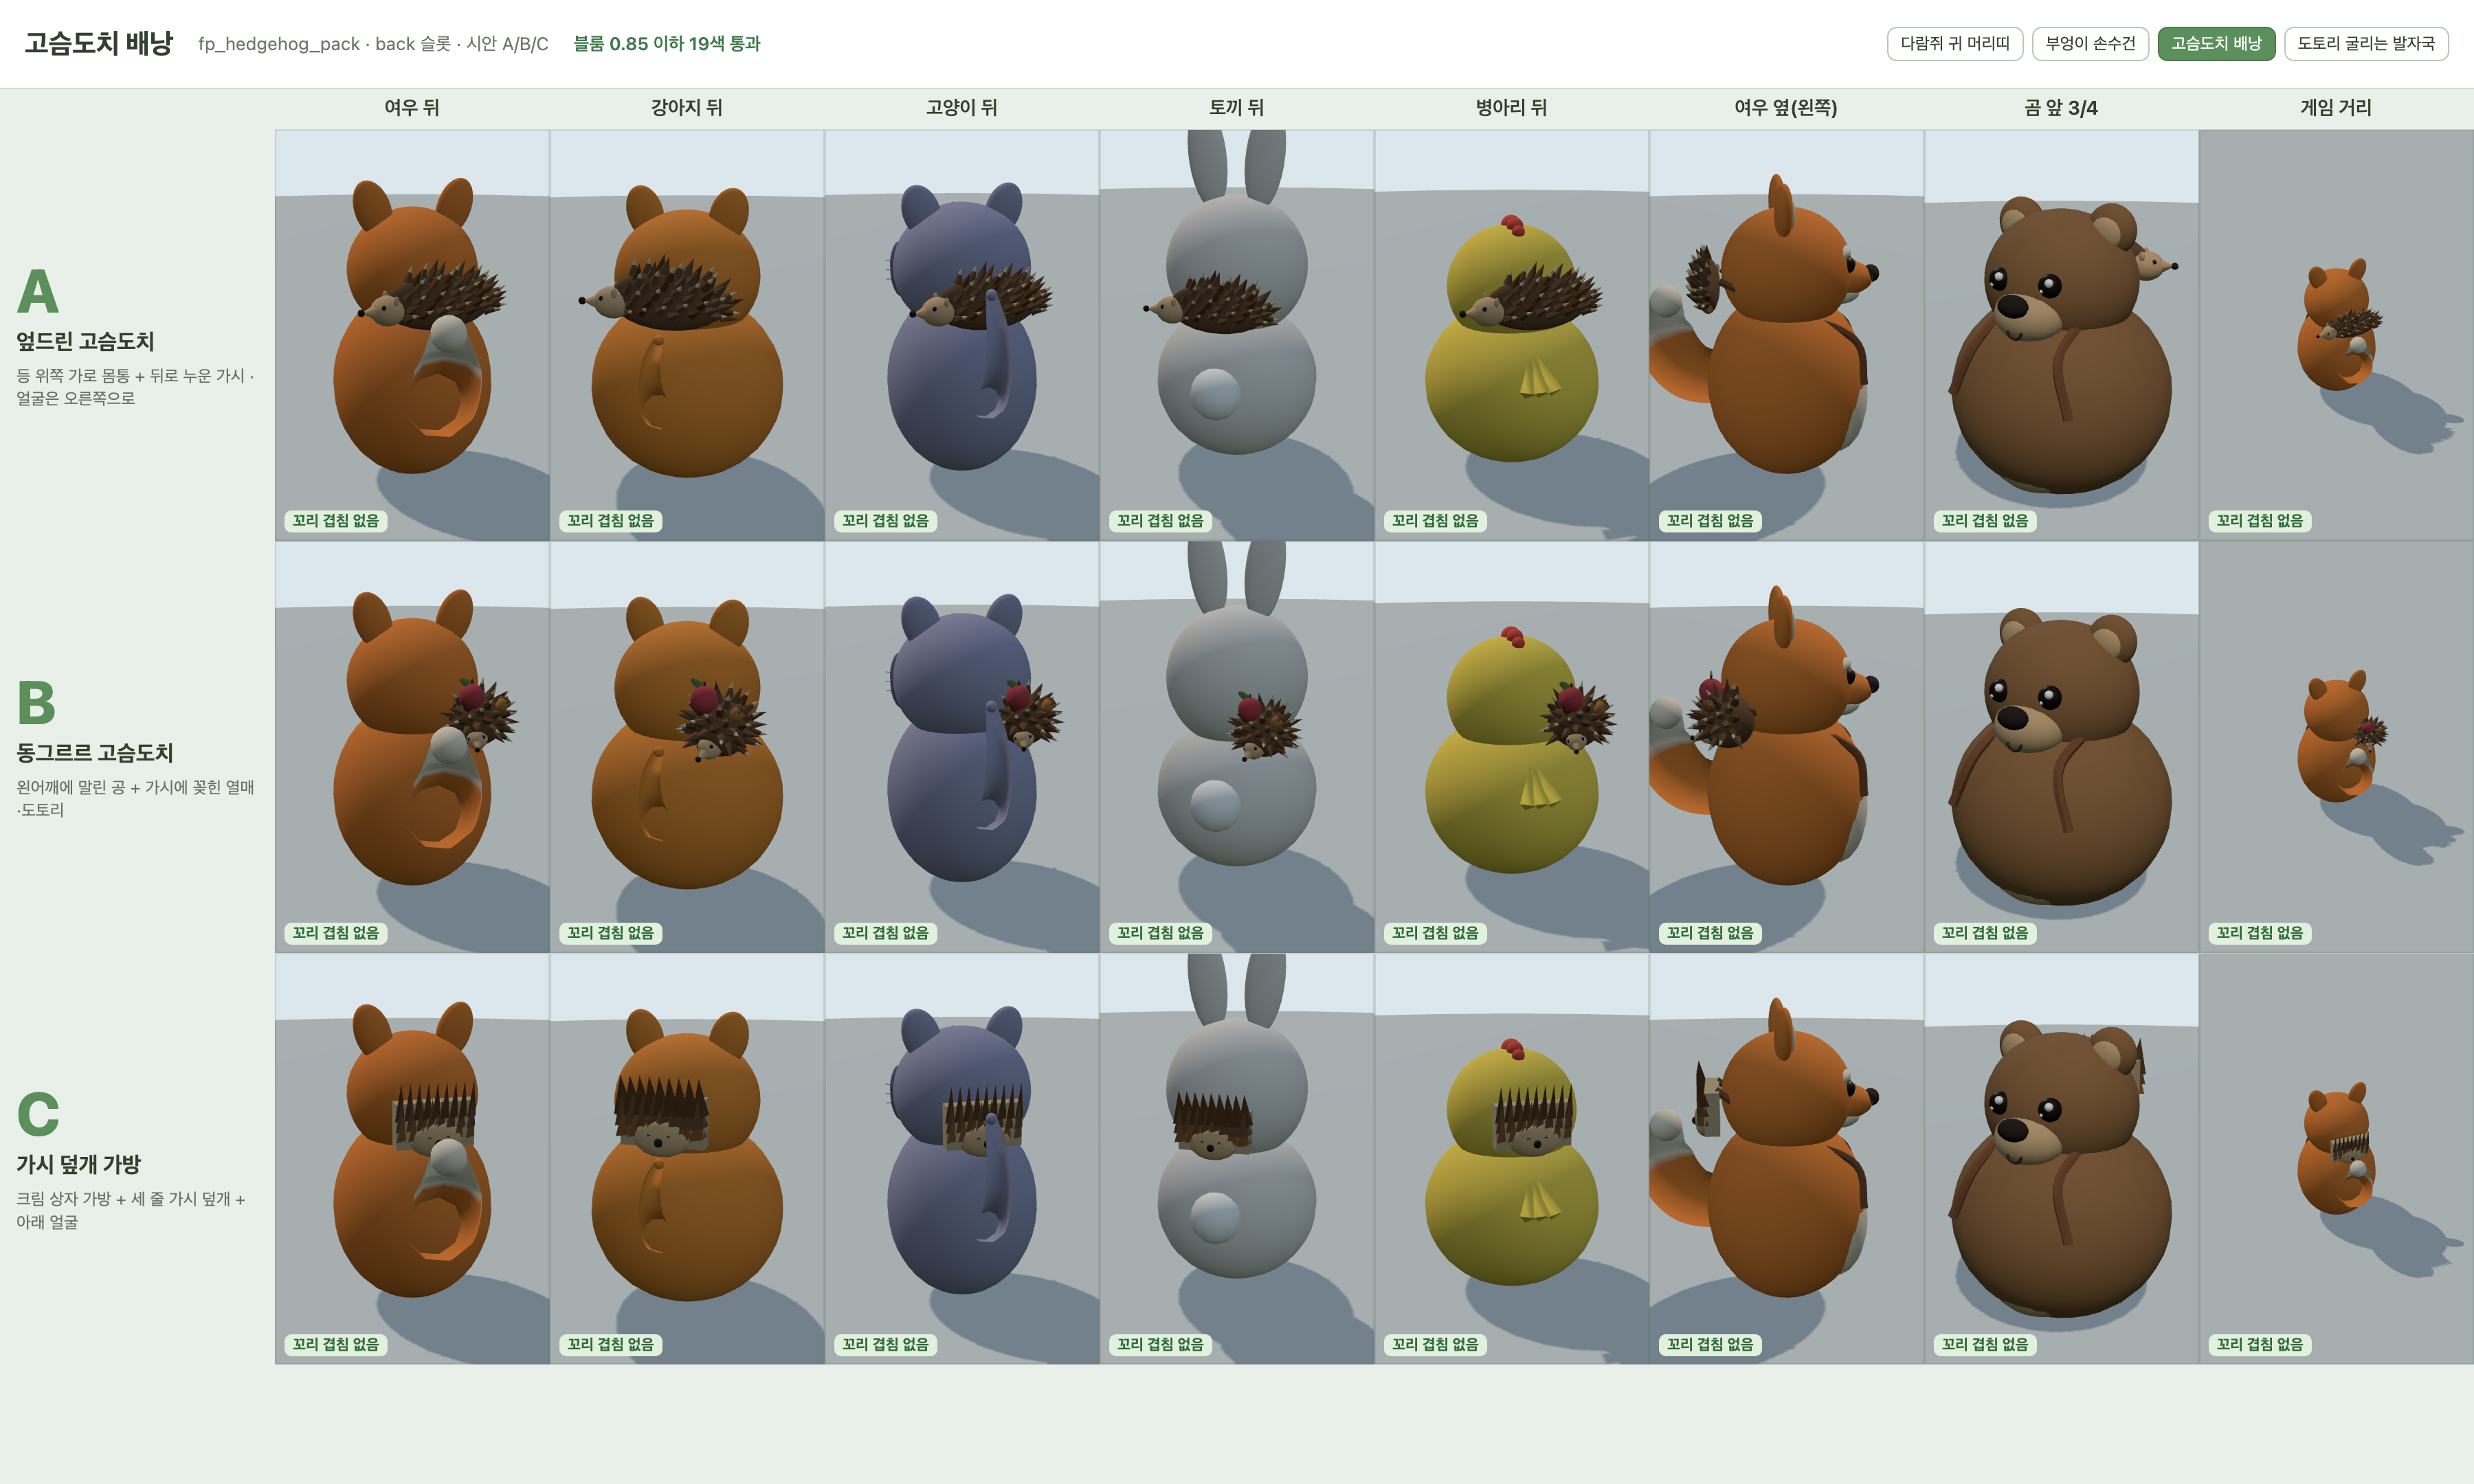 고슴도치 배낭
fp_hedgehog_pack · back 슬롯 · 시안 A/B/C
블룸 0.85 이하 19색 통과
다람쥐 귀 머리띠
부엉이 손수건
고슴도치 배낭
도토리 굴리는 발자국
여우 뒤
강아지 뒤
고양이 뒤
토끼 뒤
병아리 뒤
여우 옆(왼쪽)
곰 앞 3/4
게임 거리
A
엎드린 고슴도치
등 위쪽 가로 몸통 + 뒤로 누운 가시 ·
얼굴은 오른쪽으로
꼬리 겹침 없음
꼬리 겹침 없음
꼬리 겹침 없음
꼬리 겹침 없음
꼬리 겹침 없음
꼬리 겹침 없음
꼬리 겹침 없음
꼬리 겹침 없음
B
동그르르 고슴도치
왼어깨에 말린 공 + 가시에 꽂힌 열매
·도토리
꼬리 겹침 없음
꼬리 겹침 없음
꼬리 겹침 없음
꼬리 겹침 없음
꼬리 겹침 없음
꼬리 겹침 없음
꼬리 겹침 없음
꼬리 겹침 없음
C
가시 덮개 가방
크림 상자 가방 + 세 줄 가시 덮개 +
아래 얼굴
꼬리 겹침 없음
꼬리 겹침 없음
꼬리 겹침 없음
꼬리 겹침 없음
꼬리 겹침 없음
꼬리 겹침 없음
꼬리 겹침 없음
꼬리 겹침 없음